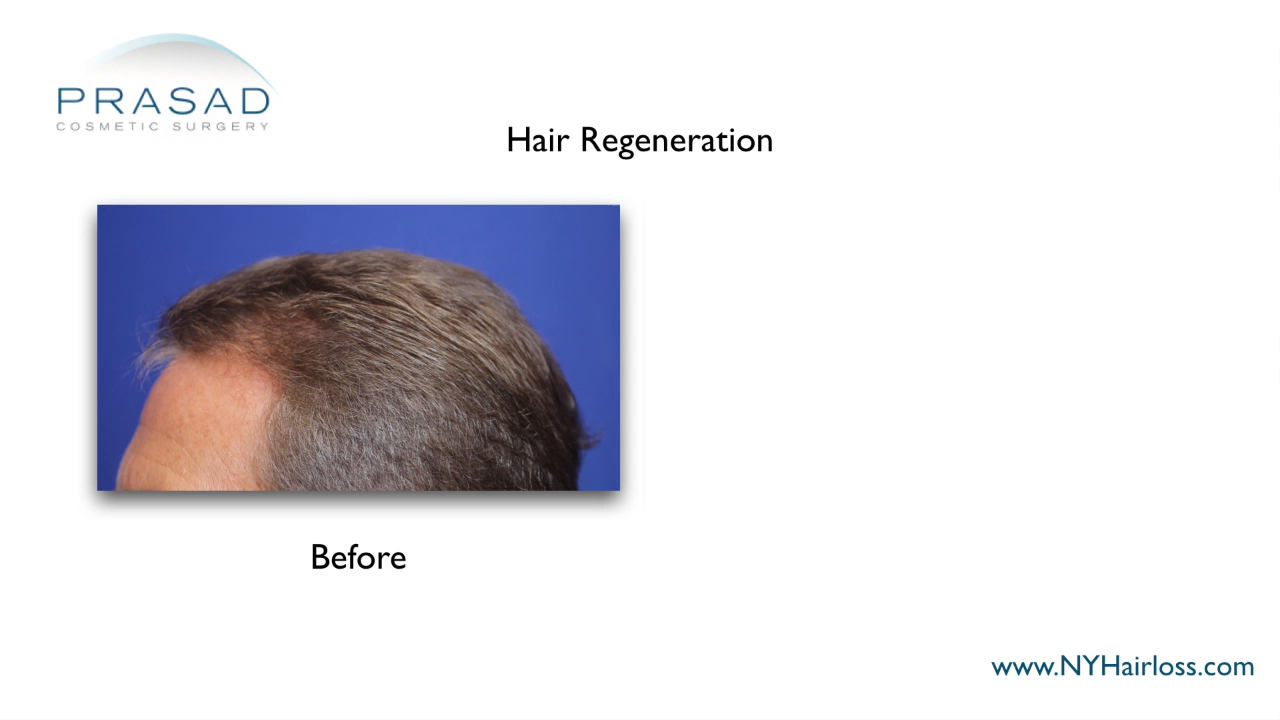 PRASAD
COSMETIC SURGERY
Hair Regeneration
Before
www.NYHairloss.com